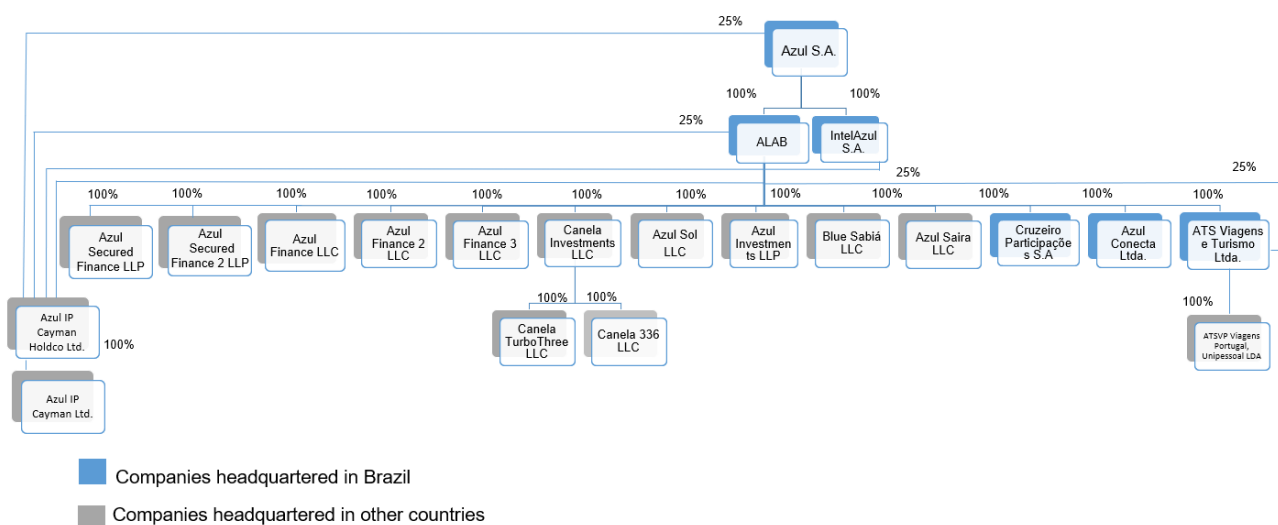 25%
Azul S.A.
100%
100%
25%
ALAB
IntelAzul
S.A.
25%
25%
100%
100%
100%
100%
100%
100%
100%
100%
100%
100%
100%
100%
100%
Azul
Secured
Finance LLP
Azul
Secured
Finance 2 LLP
Azul
Finance LLC
Azul
Finance 2
LLC
Azul
Finance 3
LLC
Canela
Investments
LLC
Azul Sol
LLC
Azul
Investmen
ts LLP
Blue Sabiá
LLC
Azul Saira
LLC
Cruzeiro
Participaçõe
s S.A
Azul
Conecta
Ltda.
ATS Viagens
e Turismo
Ltda.
100%
100%
100%
Azul IP
Cayman
Holdco Ltd.
100%
Canela
TurboThree
LLC
Canela 336
LLC
ATSVP Viagens
Portugal,
Unipessoal LDA
Azul IP
Cayman Ltd.
Companies headquartered in Brazil
Companies headquartered in other countries